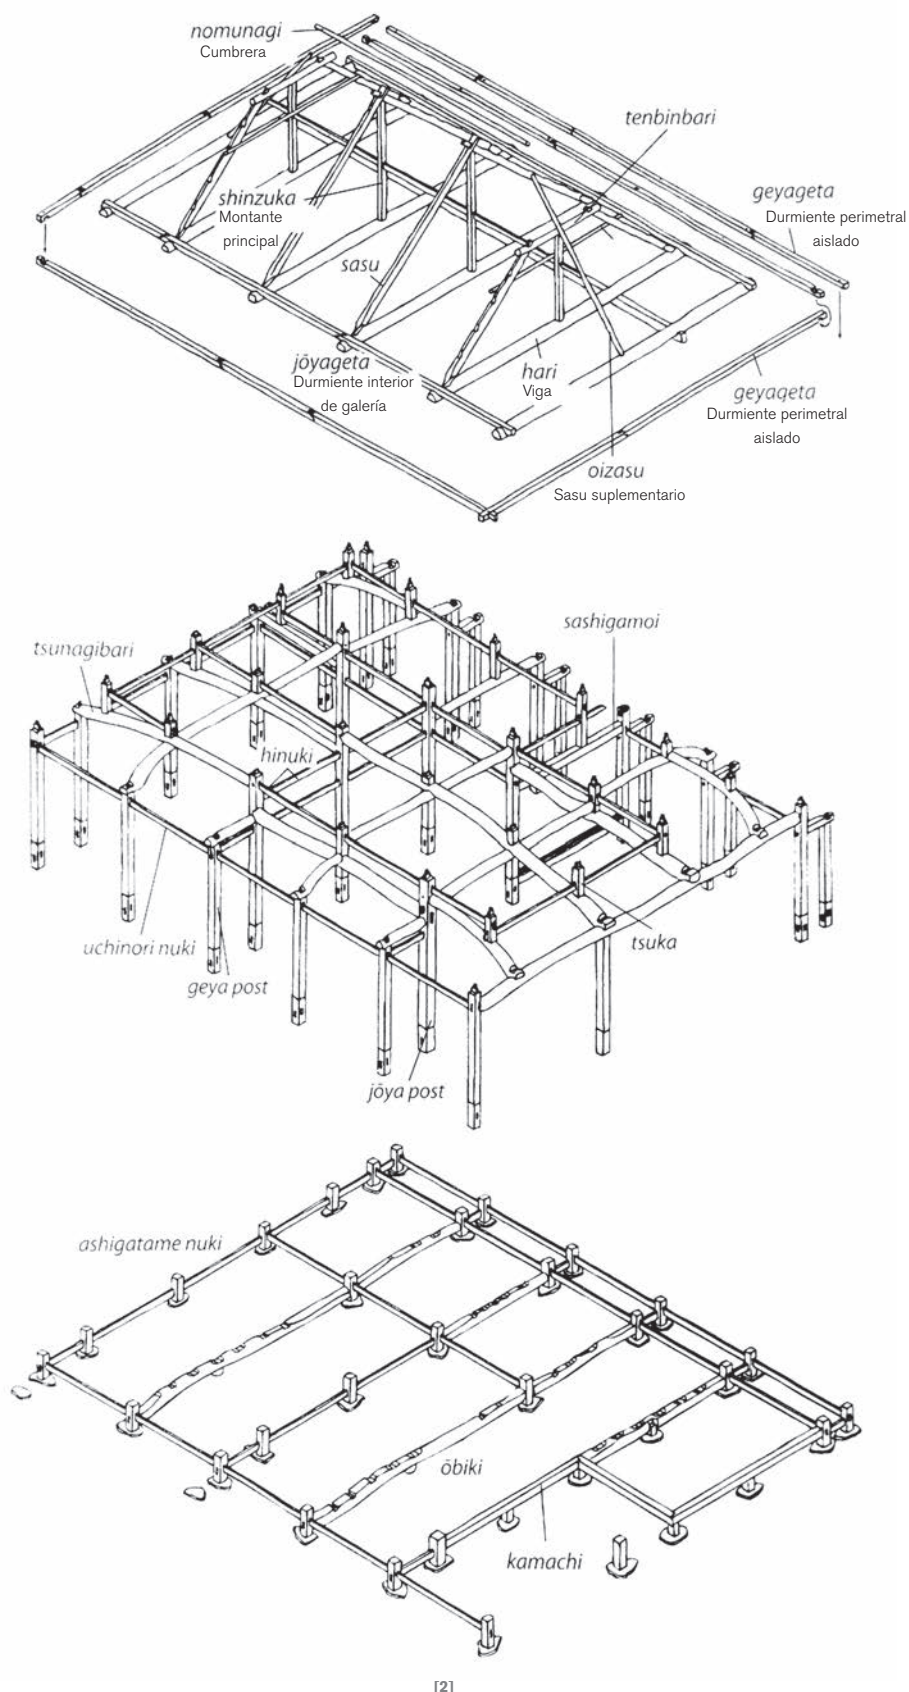 nomunagi
Cumbrera
tenbinbari
shinzuka
Montante
principal
geyageta
Durmiente perimetral
aislado
sasu
jōyageta
Durmiente interior
de galería
hari
Viga
geyageta
Durmiente perimetral
aislado
oizasu
Sasu suplementario
sashigamoi
tsunagibari
hinuki
uchinori nuki
tsuka
geya post
jōya post
ashigatame nuki
ōbiki
kamachi
[2]